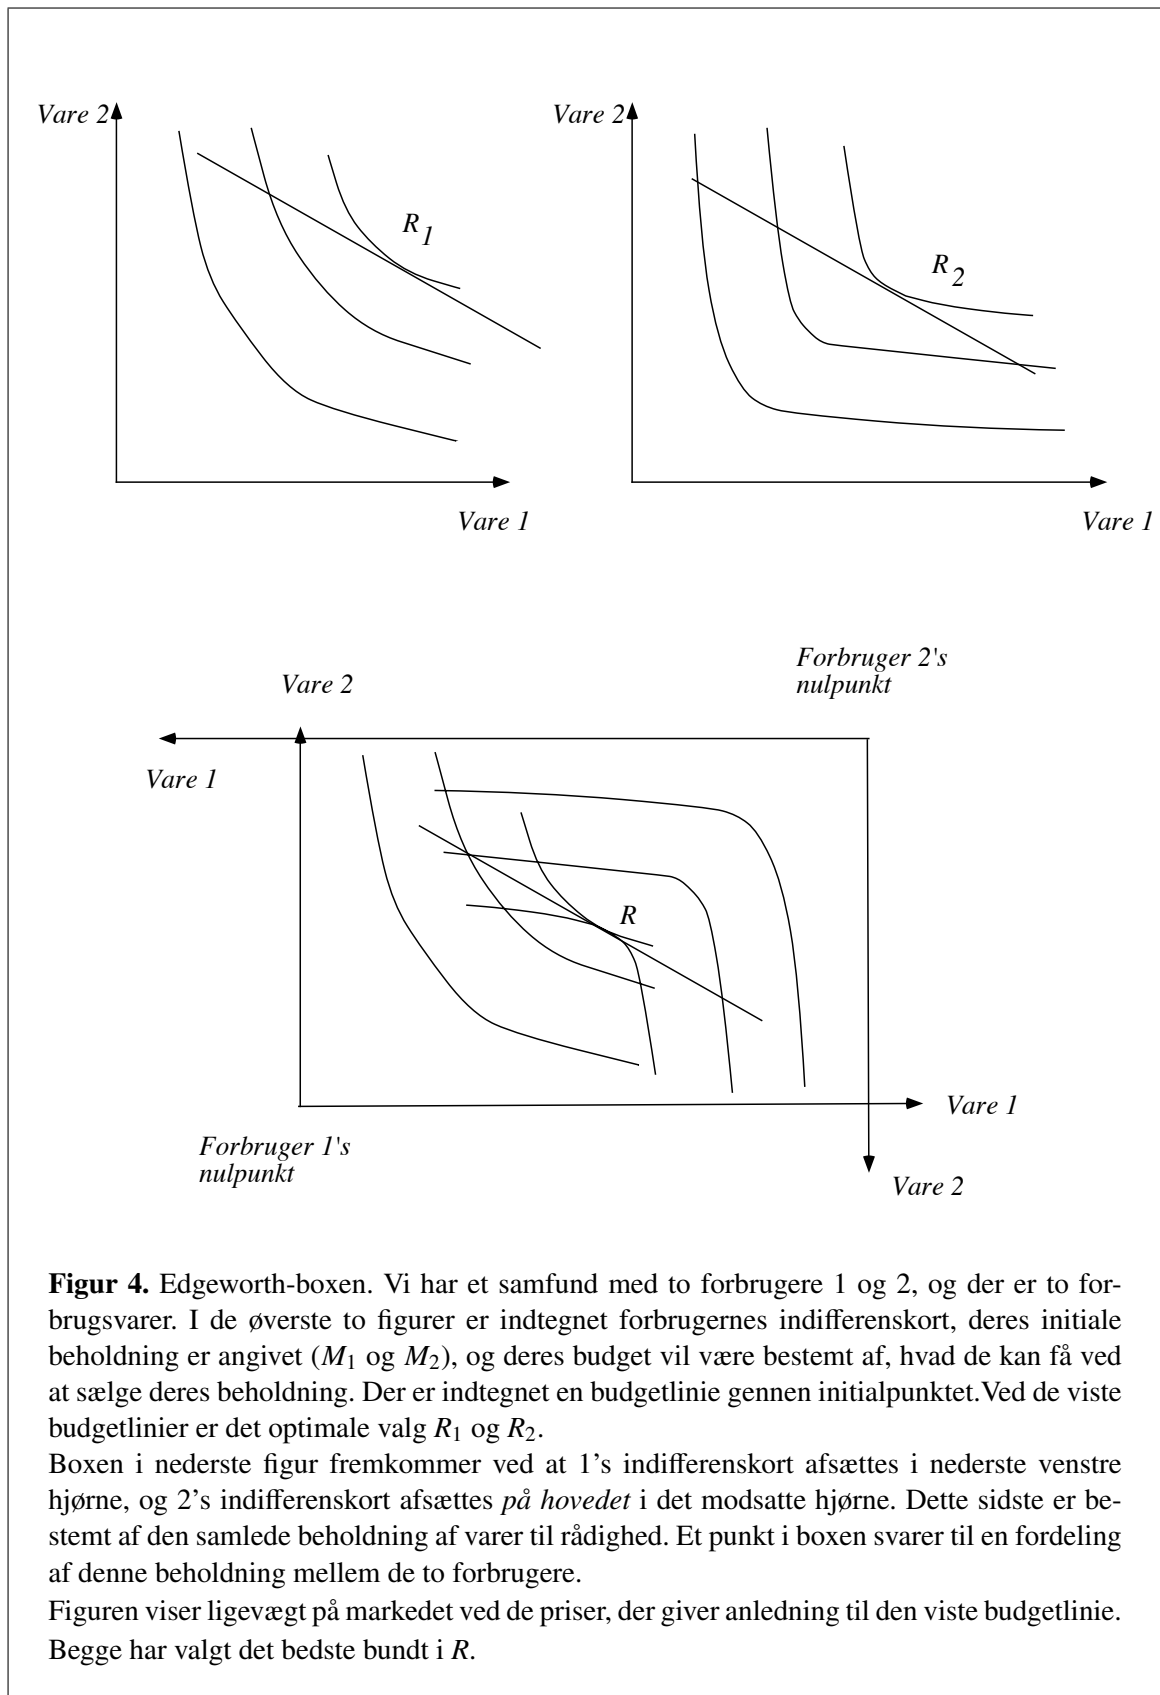 Vare 2
Vare 2
R1
R2
Vare 1
Vare 1
Forbruger 2's
nulpunkt
Vare 2
Vare 1
R
Vare 1
Forbruger 1's
nulpunkt
Vare 2
Figur 4. Edgeworth-boxen. Vi har et samfund med to forbrugere 1 og 2, og der er to for-
brugsvarer. I de øverste to figurer er indtegnet forbrugernes indifferenskort, deres initiale
beholdning er angivet (M1 og M2), og deres budget vil være bestemt af, hvad de kan få ved
at sælge deres beholdning. Der er indtegnet en budgetlinie gennen initialpunktet.Ved de viste
budgetlinier er det optimale valg R1 og R2.
Boxen i nederste figur fremkommer ved at 1's indifferenskort afsættes i nederste venstre
hjørne, og 2's indifferenskort afsættes på hovedet i det modsatte hjørne. Dette sidste er be-
stemt af den samlede beholdning af varer til rådighed. Et punkt i boxen svarer til en fordeling
af denne beholdning mellem de to forbrugere.
Figuren viser ligevægt på markedet ved de priser, der giver anledning til den viste budgetlinie.
Begge har valgt det bedste bundt i R.